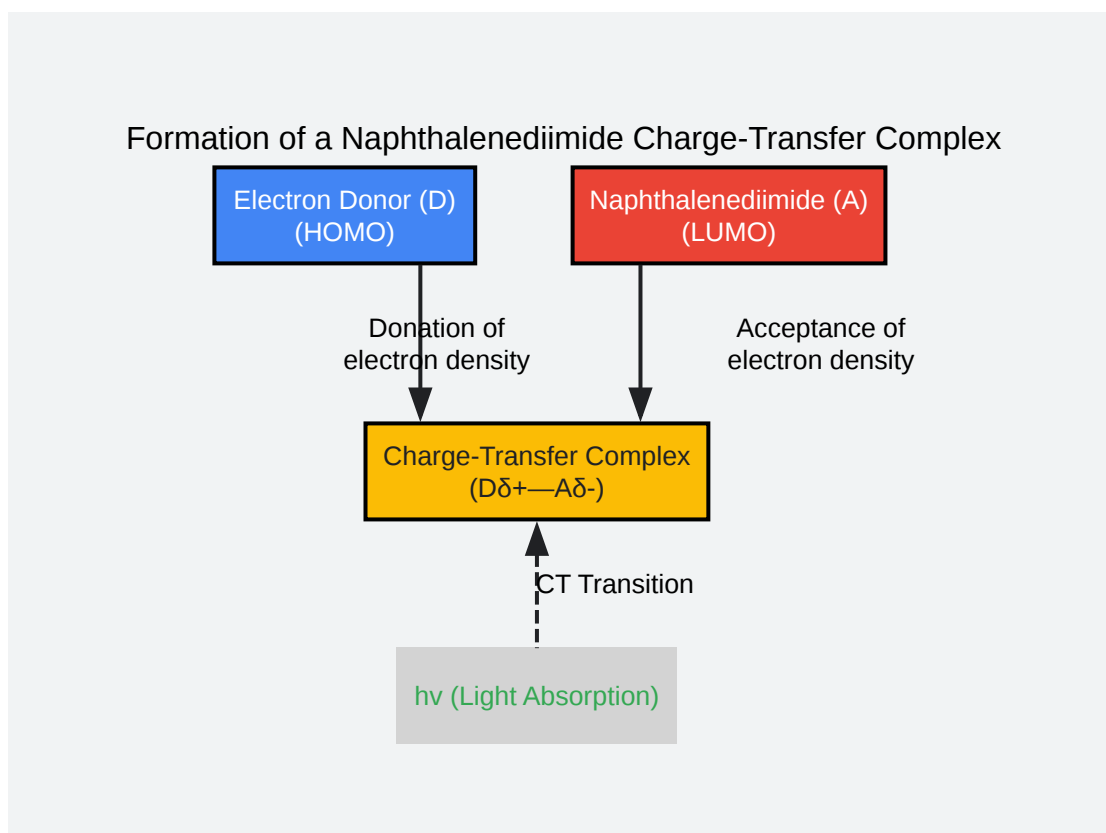 Formation of a Naphthalenediimide Charge-Transfer Complex
Electron Donor (D)
(HOMO)
Naphthalenediimide (A)
(LUMO)
Donation of
electron density
Acceptance of
electron density
Charge-Transfer Complex
(Dδ+—Aδ-)
CT Transition
hv (Light Absorption)